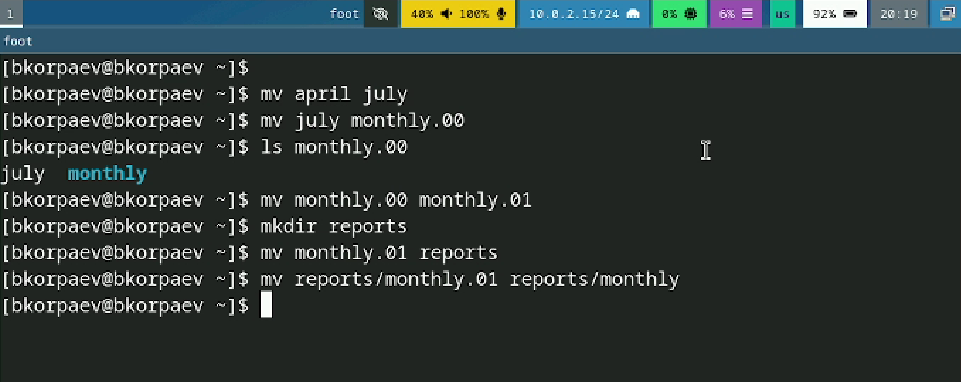 1 foot 40% 100% 10.0.2.15/24 0% 6% us 92% 20:19
foot
[bkorpaev@bkorpaev ~]$
[bkorpaev@bkorpaev ~]$ mv april july
[bkorpaev@bkorpaev ~]$ mv july monthly.00
[bkorpaev@bkorpaev ~]$ ls monthly.00
july  monthly
[bkorpaev@bkorpaev ~]$ mv monthly.00 monthly.01
[bkorpaev@bkorpaev ~]$ mkdir reports
[bkorpaev@bkorpaev ~]$ mv monthly.01 reports
[bkorpaev@bkorpaev ~]$ mv reports/monthly.01 reports/monthly
[bkorpaev@bkorpaev ~]$